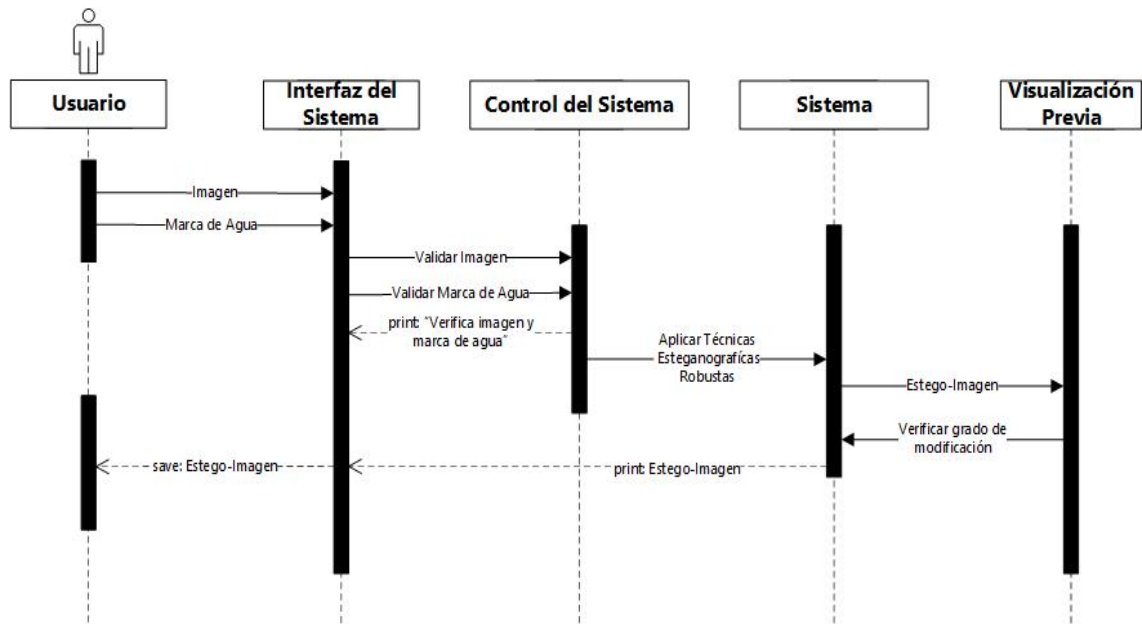 Usuario
Interfaz del
Sistema
Control del Sistema
Sistema
Visualización
Previa
Imagen
Marca de Agua
Validar Imagen
Validar Marca de Agua
print: “Verifica imagen y
marca de agua”
Aplicar Técnicas
Esteganografícas
Robustas
Estego-Imagen
Verificar grado de
modificación
save: Estego-Imagen
print: Estego-Imagen